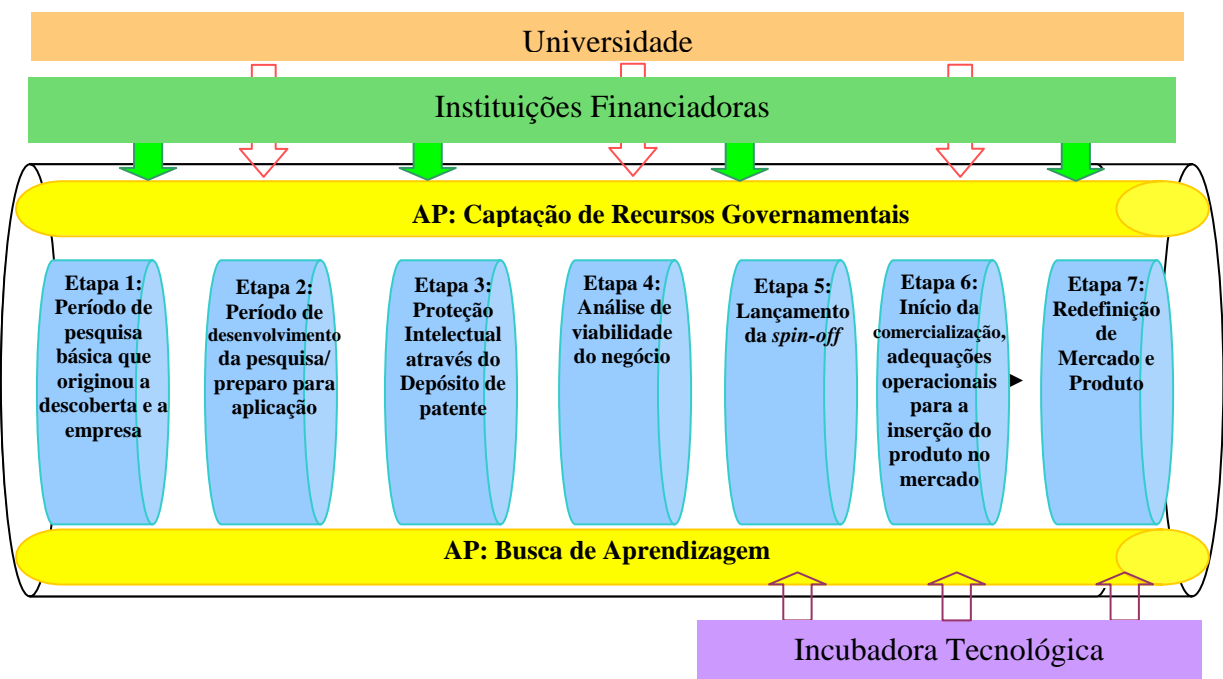 Universidade
Instituições Financiadoras
AP: Captação de Recursos Governamentais
Etapa 1:
Período de
pesquisa
básica que
originou a
descoberta e a
empresa
Etapa 2:
Período de
desenvolvimento
da pesquisa/
preparo para
aplicação
Etapa 3:
Proteção
Intelectual
através do
Depósito de
patente
Etapa 4:
Análise de
viabilidade
do negócio
Etapa 5:
Lançamento
da spin-off
Etapa 6:
Início da
comercialização,
adequações
operacionais
para a
inserção do
produto no
mercado
Etapa 7:
Redefinição
de
Mercado e
Produto
AP: Busca de Aprendizagem
Incubadora Tecnológica